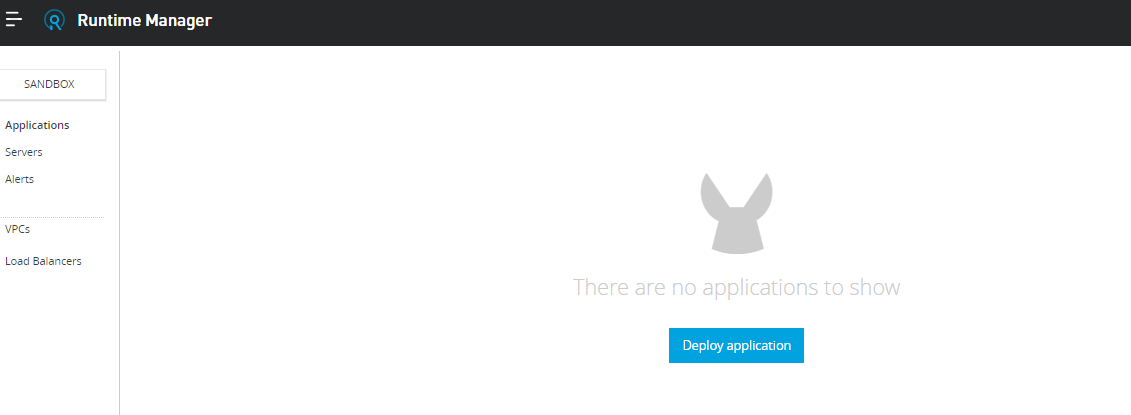 Runtime Manager
SANDBOX
Applications
Servers
Alerts
VPCs
Load Balancers
There are no applications to show
Deploy application